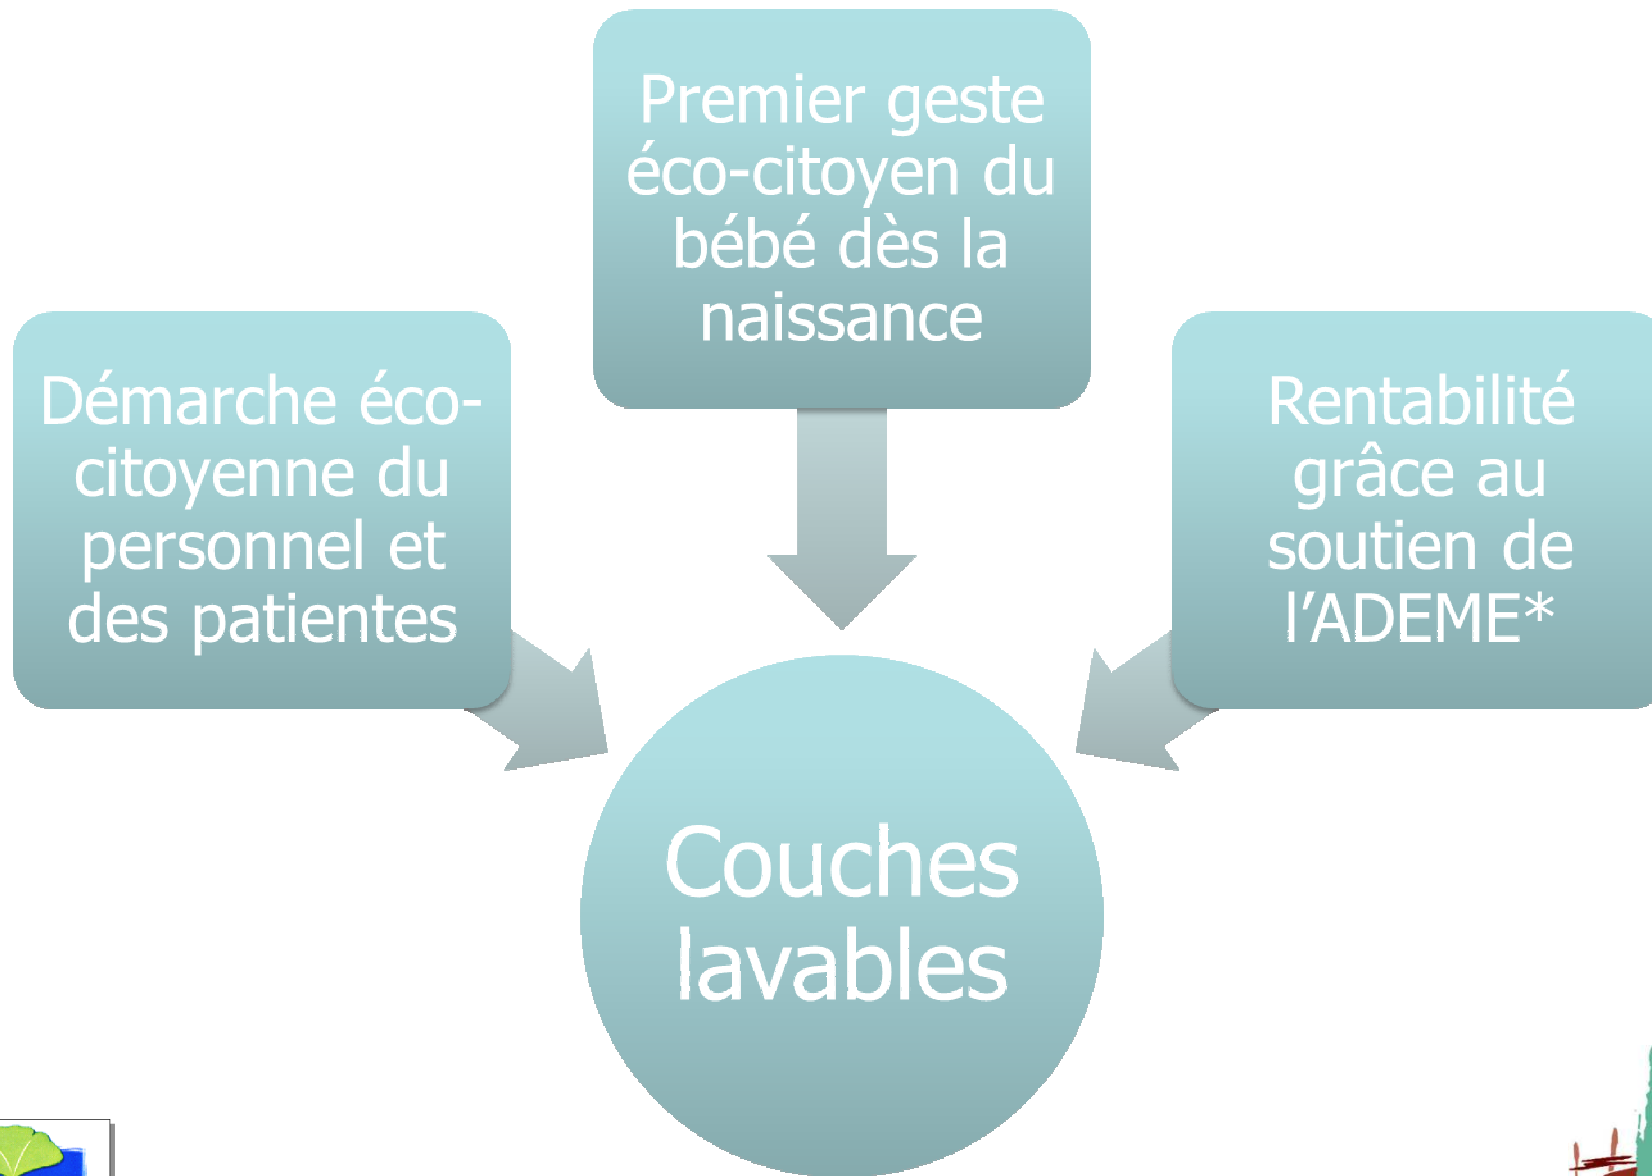 Premier geste
éco-citoyen du
bébé dès la
naissance
Démarche éco-
citoyenne du
personnel et
des patientes
Rentabilité
grâce au
soutien de
l'ADEME*
Couches
lavables